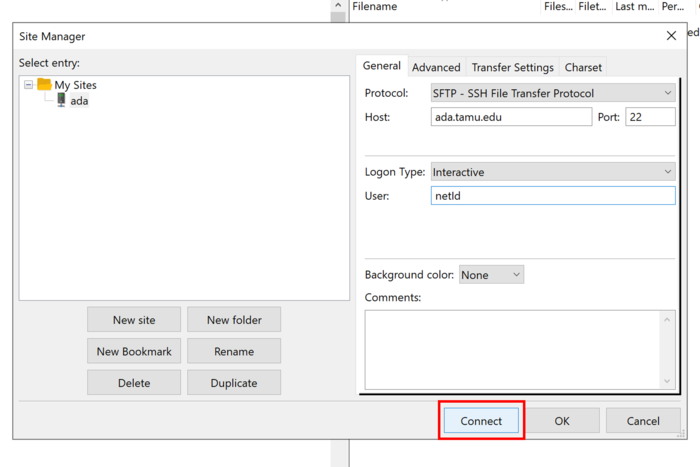 Filename Files... Filet... Last m... Per...
Site Manager
Select entry:
My Sites
ada
New site New folder
New Bookmark Rename
Delete Duplicate
General Advanced Transfer Settings Charset
Protocol: SFTP - SSH File Transfer Protocol
Host: ada.tamu.edu Port: 22
Logon Type: Interactive
User: netId
Background color: None
Comments:
Connect OK Cancel